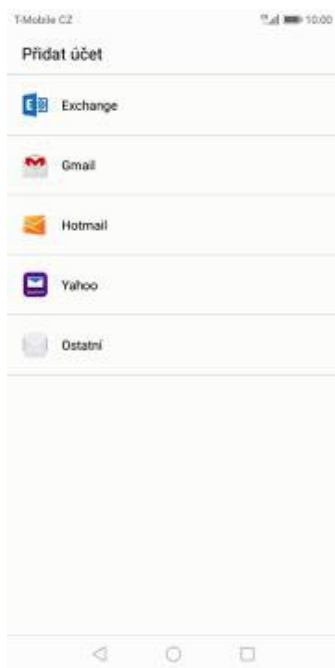 T-Mobile CZ 10:00
Přidat účet
Exchange
Gmail
Hotmail
Yahoo
Ostatní